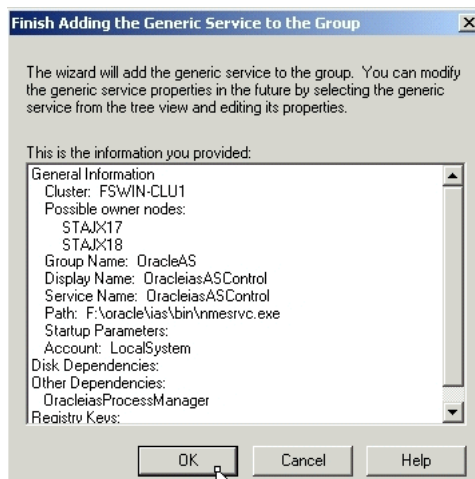 Finish Adding the Generic Service to the Group
The wizard will add the generic service to the group. You can modify
the generic service properties in the future by selecting the generic
service from the tree view and editing its properties.
This is the information you provided:
General Information
Cluster: FSWIN-CLU1
Possible owner nodes:
STAJX17
STAJX18
Group Name: OracleAS
Display Name: OracleiasASControl
Service Name: OracleiasASControl
Path: F:\oracle\ias\bin\nmesrvc.exe
Startup Parameters:
Account: LocalSystem
Disk Dependencies:
Other Dependencies:
OracleiasProcessManager
Registry Keys:
OK Cancel Help